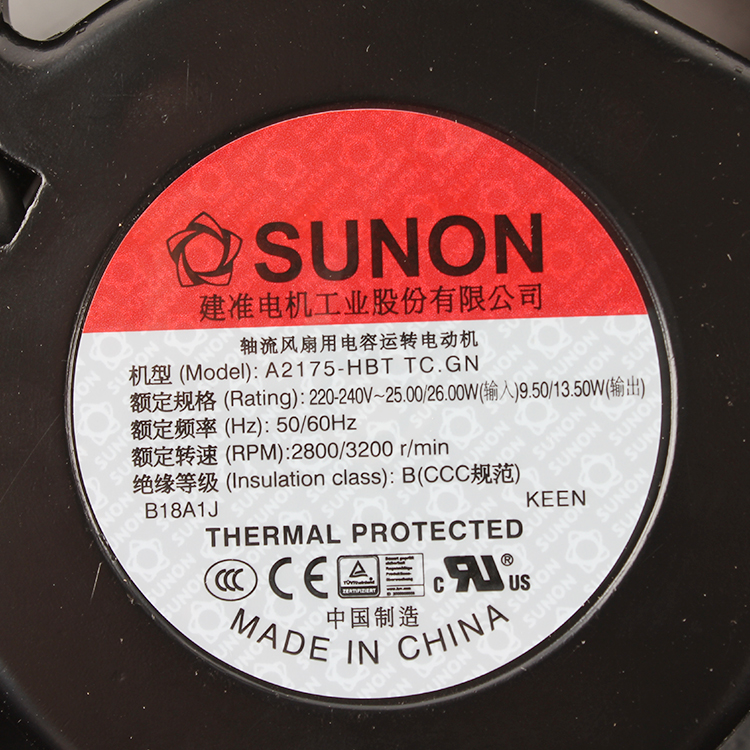 SUNON
建准电机工业股份有限公司
轴流风扇用电容运转电动机
机型 (Model): A2175-HBT TC.GN
额定规格 (Rating): 220-240V~25.00/26.00W(输入)9.50/13.50W(输出)
额定频率 (Hz): 50/60Hz
额定转速 (RPM):2800/3200 r/min
绝缘等级 (Insulation class): B(CCC规范)
B18A1J KEEN
THERMAL PROTECTED
CCC CE ZERTIFIZIERT c RU ® US
中国制造
MADE IN CHINA